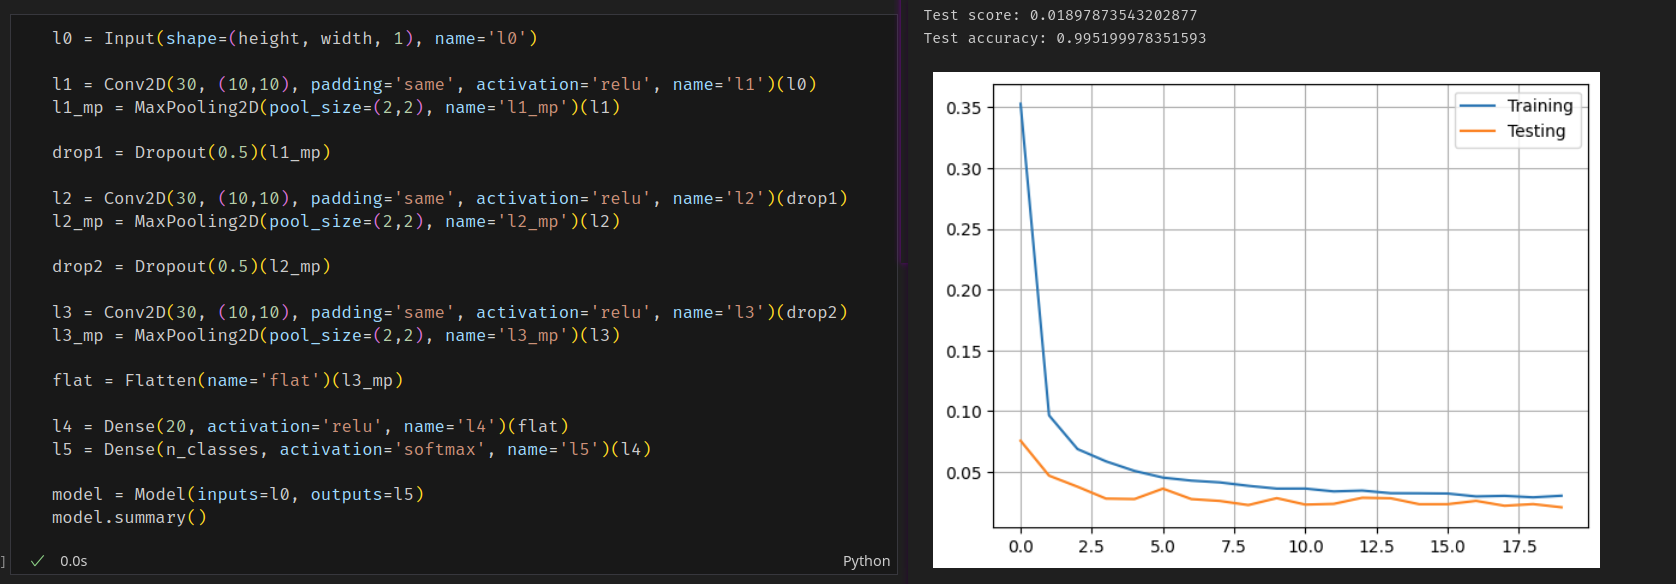 l0 = Input(shape=(height, width, 1), name='l0')
l1 = Conv2D(30, (10,10), padding='same', activation='relu', name='l1')(l0)
l1_mp = MaxPooling2D(pool_size=(2,2), name='l1_mp')(l1)
drop1 = Dropout(0.5)(l1_mp)
l2 = Conv2D(30, (10,10), padding='same', activation='relu', name='l2')(drop1)
l2_mp = MaxPooling2D(pool_size=(2,2), name='l2_mp')(l2)
drop2 = Dropout(0.5)(l2_mp)
l3 = Conv2D(30, (10,10), padding='same', activation='relu', name='l3')(drop2)
l3_mp = MaxPooling2D(pool_size=(2,2), name='l3_mp')(l3)
flat = Flatten(name='flat')(l3_mp)
l4 = Dense(20, activation='relu', name='l4')(flat)
l5 = Dense(n_classes, activation='softmax', name='l5')(l4)
model = Model(inputs=l0, outputs=l5)
model.summary()
] ✓ 0.0s
Python
Test score: 0.01897873543202877
Test accuracy: 0.995199978351593
Training
Testing
0.35
0.30
0.25
0.20
0.15
0.10
0.05
0.0 2.5 5.0 7.5 10.0 12.5 15.0 17.5